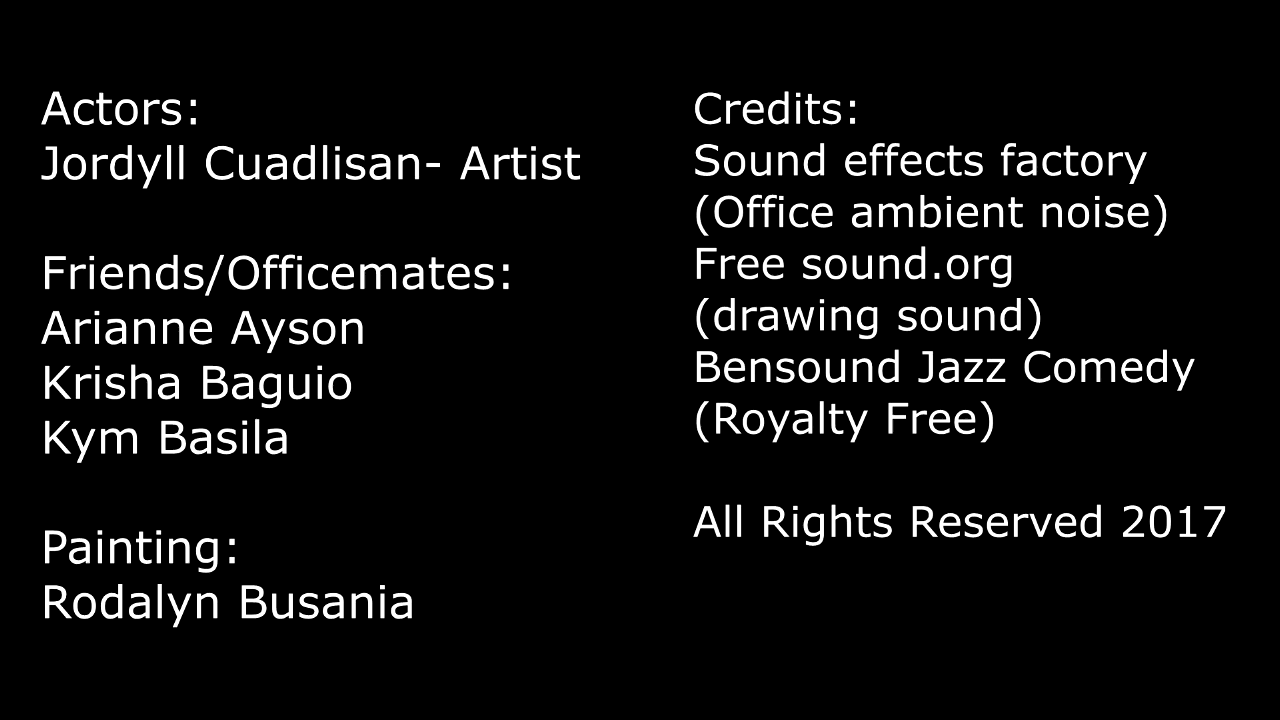 Actors:
Jordyll Cuadlisan- Artist
Friends/Officemates:
Arianne Ayson
Krisha Baguio
Kym Basila
Painting:
Rodalyn Busania
Credits:
Sound effects factory
(Office ambient noise)
Free sound.org
(drawing sound)
Bensound Jazz Comedy
(Royalty Free)
All Rights Reserved 2017